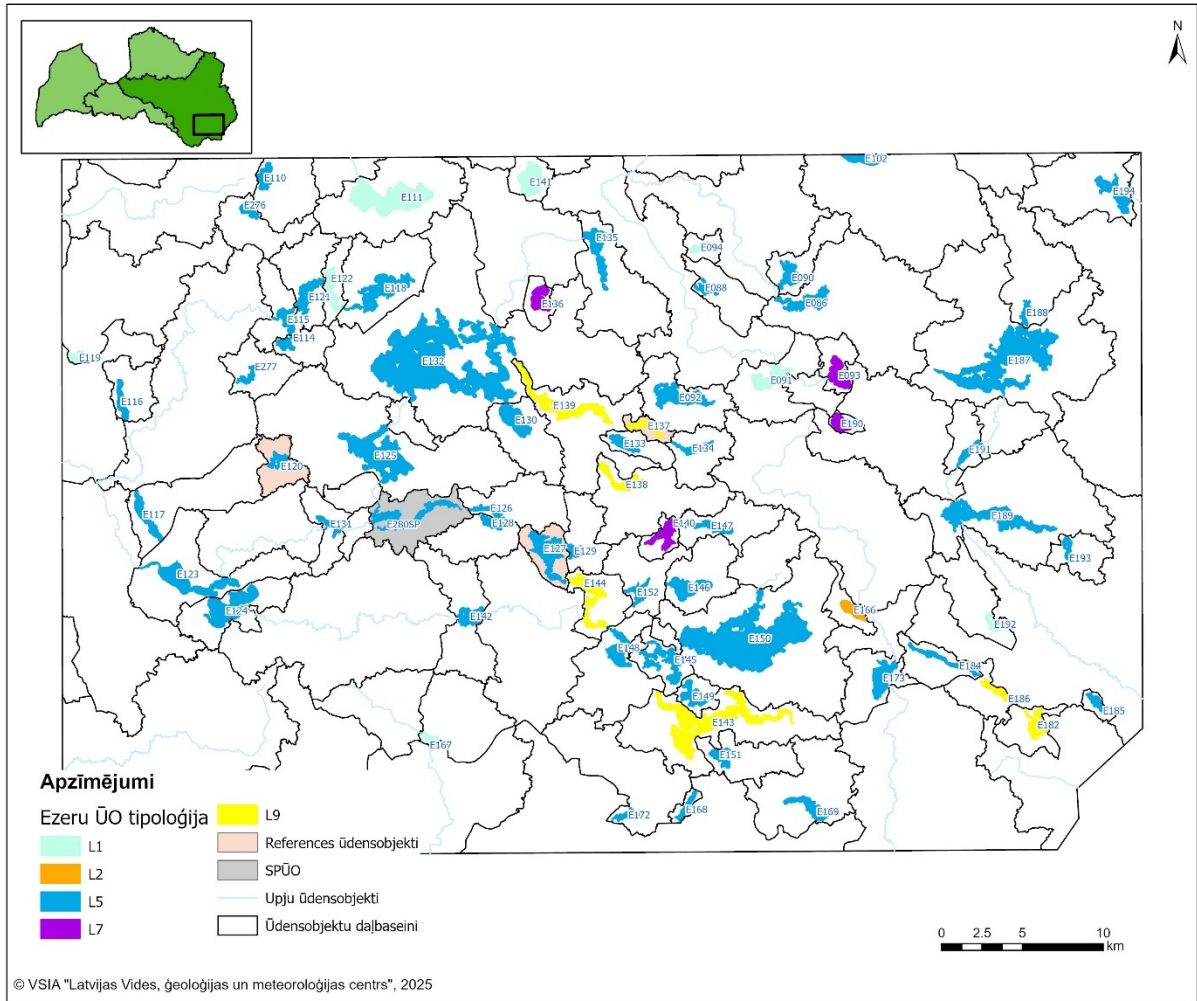 N
E102
E110
E141
E111
E194
E276
E135
E094
E122
E118
E090
E088
E121
E086
E136
E115
E188
E114
E187
E119
E132
E277
E091
E093
E116
E092
E139
E130
E190
E137
E133
E134
E191
E125
E120
E138
E126
E117
E280SP
E131
E128
E140
E147
E189
E127
E129
E193
E123
E144
E152
E146
E124
E142
E166
E192
E150
E148
E145
E184
E173
E149
E186
E185
E143
E182
E167
E151
E172
E168
E169
Apzīmējumi
Ezeru ŪO tipoloģija
L1
L2
L5
L7
L9
References ūdensobjekti
SPŪO
Upju ūdensobjekti
Ūdensobjektu daļbaseini
0 2.5 5 10
km
© VSIA "Latvijas Vides, ģeoloģijas un meteoroloģijas centrs", 2025